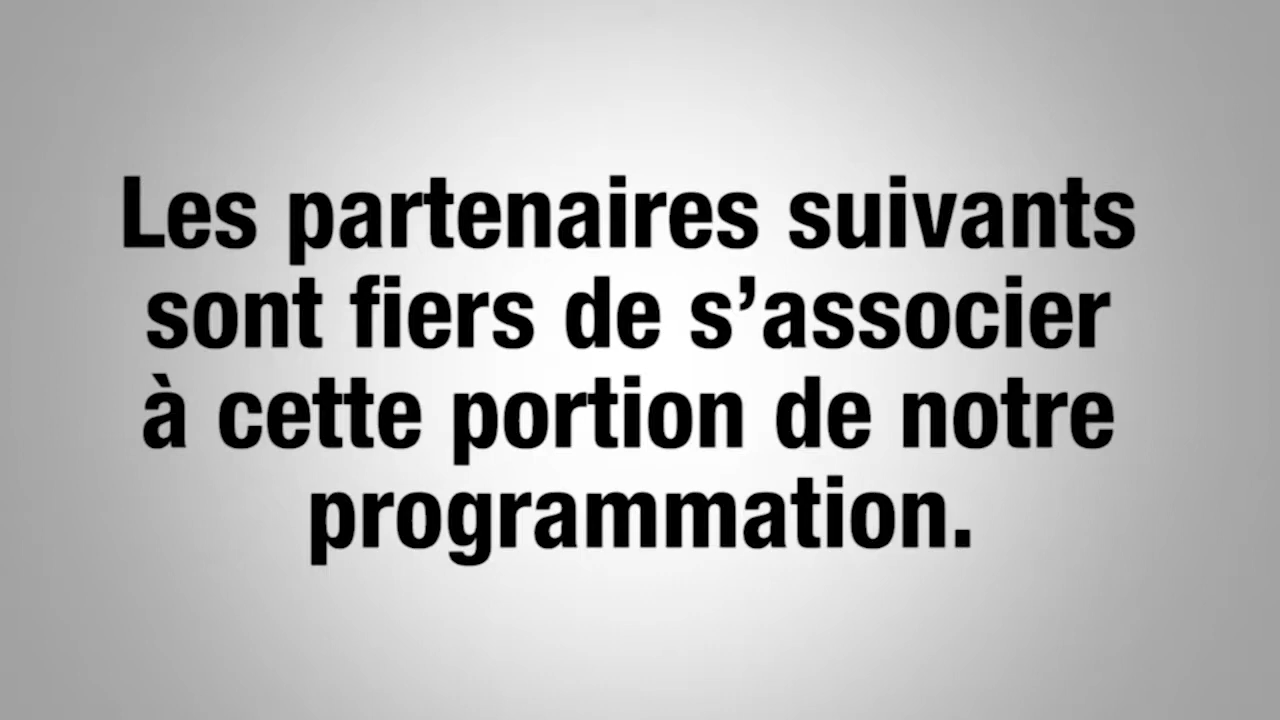 Les partenaires suivants
sont fiers de s’associer
à cette portion de notre
programmation.